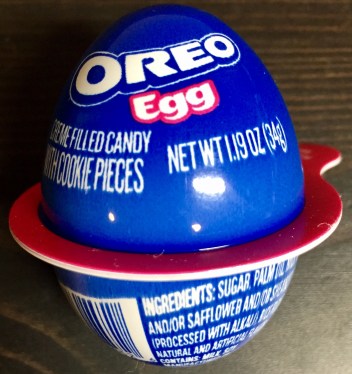 OREO
Egg
CREME FILLED CANDY
WITH COOKIE PIECES
NET WT 1.19 OZ (34g)
INGREDIENTS: SUGAR, PALM OIL,
AND/OR SAFFLOWER AND/OR
(PROCESSED WITH ALKALI),
NATURAL AND ARTIFICIAL
CONTAINS: MILK,